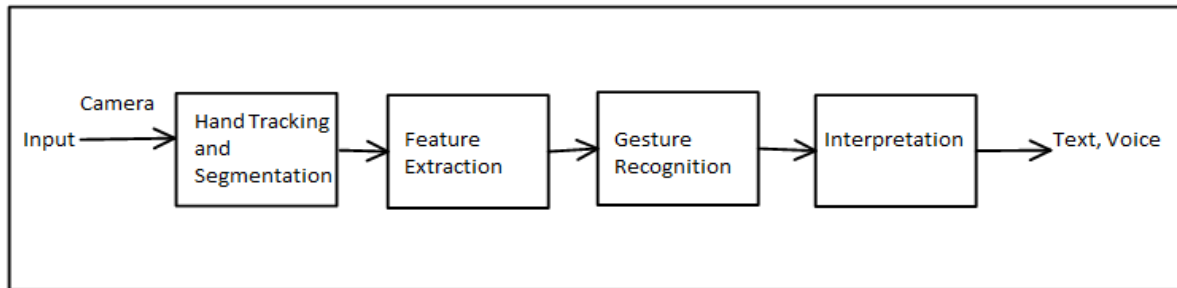 Camera
Input
Hand Tracking
and
Segmentation
Feature
Extraction
Gesture
Recognition
Interpretation
Text, Voice